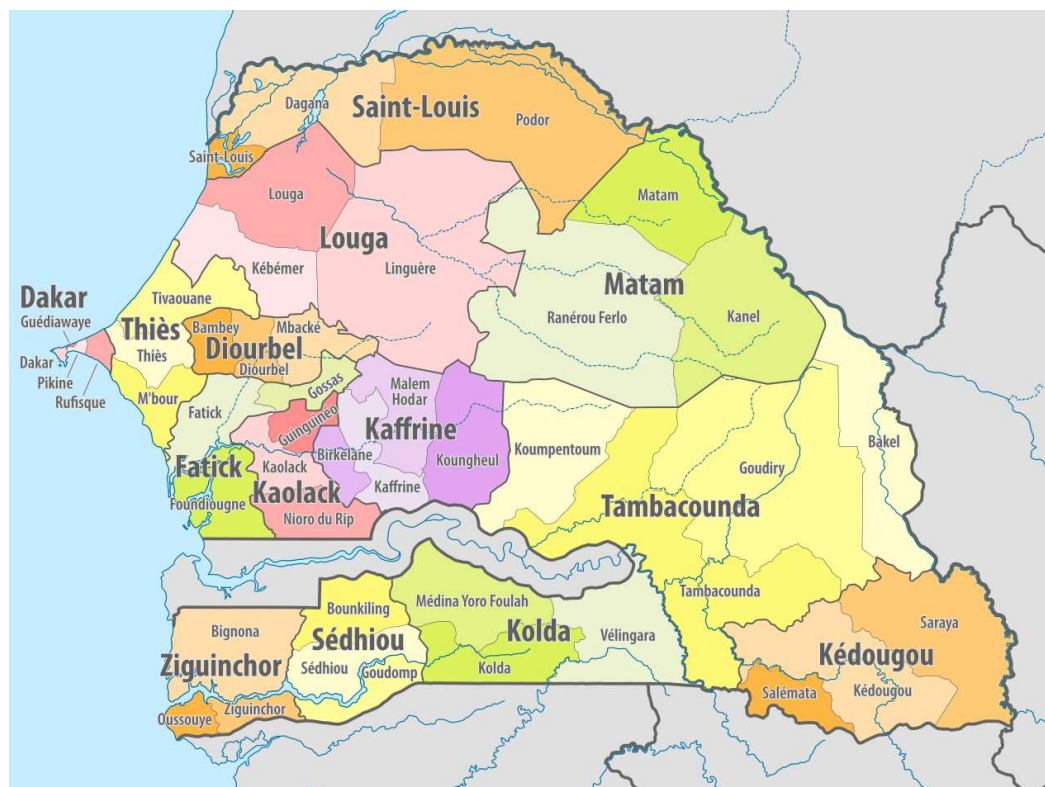 Saint-Louis
Dagana
Podor
Saint-Louis
Louga
Louga
Kébémer
Linguère
Matam
Matam
Ranérou Ferlo
Kanel
Dakar
Guédiawaye
Dakar
Pikine
Rufisque
Tivaouane
Thiès
Thiès
M'bour
Bambey
Mbacké
Diourbel
Diourbel
Fatick
Gossas
Fatick
Foundiougne
Guinguinéo
Kaolack
Kaolack
Nioro du Rip
Malem
Hodar
Kaffrine
Birkelane
Koungheul
Kaffrine
Koumpentoum
Goudiry
Bakel
Tambacounda
Tambacounda
Bignona
Ziguinchor
Oussouye
Ziguinchor
Bounkiling
Sédhiou
Sédhiou
Goudomp
Médina Yoro Foulah
Kolda
Kolda
Vélingara
Saraya
Kédougou
Salémata
Kédougou